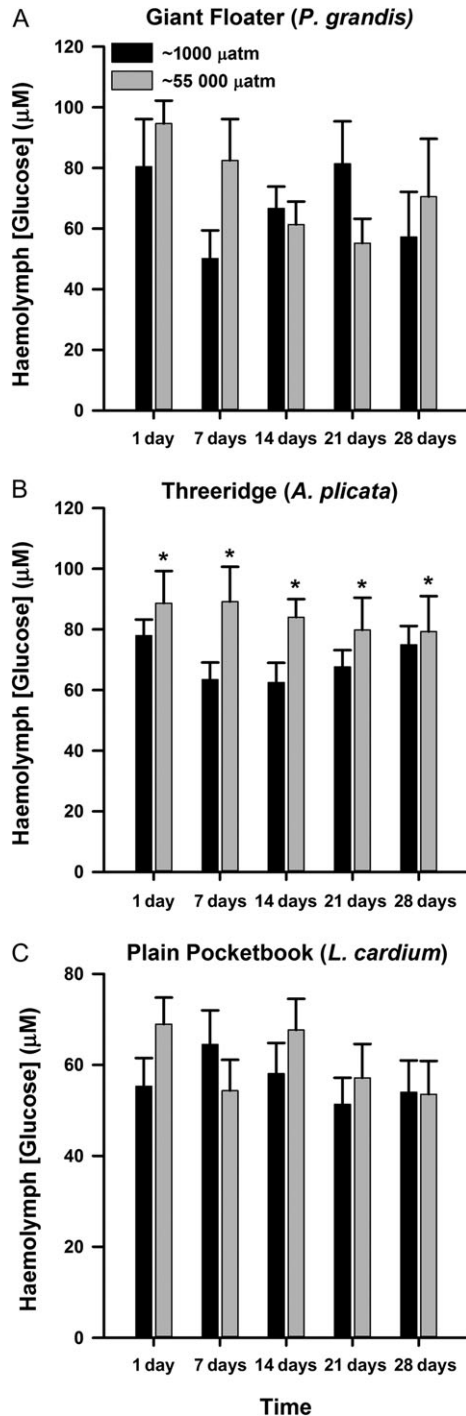 A
Giant Floater (P. grandis)
Haemolymph [Glucose] (μM)
120
100
80
60
40
20
0
~1000 μatm
~55 000 μatm
1 day 7 days 14 days 21 days 28 days
B
Threeridge (A. plicata)
Haemolymph [Glucose] (μM)
120
100
80
60
40
20
0
* * * * *
1 day 7 days 14 days 21 days 28 days
C
Plain Pocketbook (L. cardium)
Haemolymph [Glucose] (μM)
80
60
40
20
0
1 day 7 days 14 days 21 days 28 days
Time